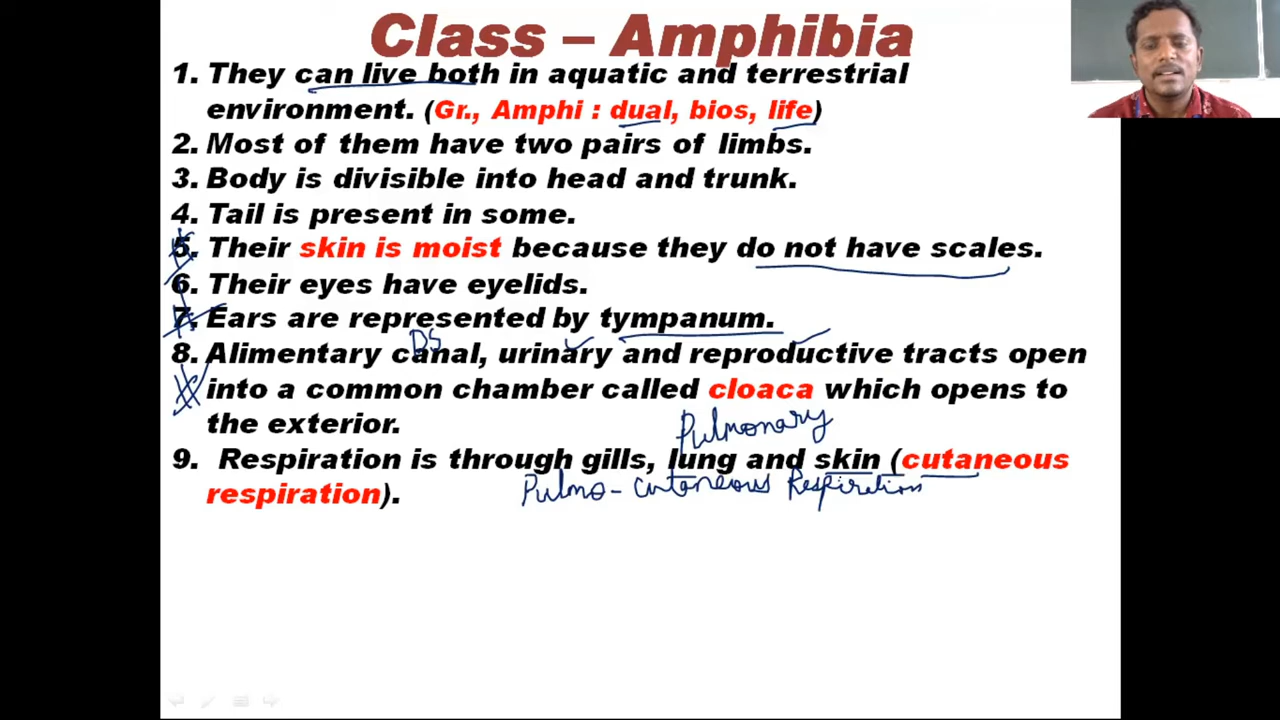 Class – Amphibia
1. They can live both in aquatic and terrestrial
environment. (Gr., Amphi : dual, bios, life)
2. Most of them have two pairs of limbs.
3. Body is divisible into head and trunk.
4. Tail is present in some.
5. Their skin is moist because they do not have scales.
6. Their eyes have eyelids.
7. Ears are represented by tympanum.
DS
8. Alimentary canal, urinary and reproductive tracts open
into a common chamber called cloaca which opens to
the exterior.
Pulmonary
9. Respiration is through gills, lung and skin (cutaneous
Pulmo - cutaneous Respiration
respiration).